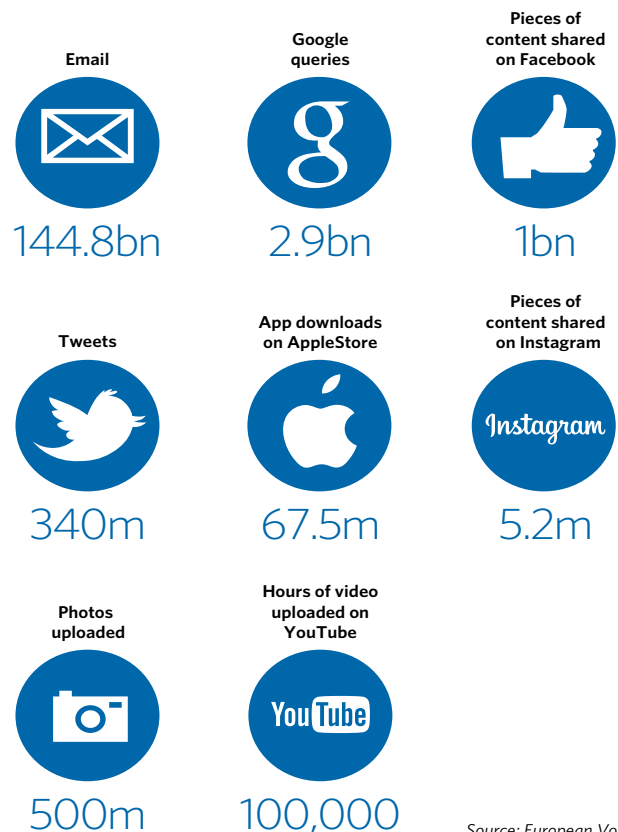 Email
Google
queries
Pieces of
content shared
on Facebook
g
144.8bn
2.9bn
1bn
Tweets
App downloads
on AppleStore
Pieces of
content shared
on Instagram
Instagram
340m
67.5m
5.2m
Photos
uploaded
Hours of video
uploaded on
YouTube
YouTube
500m
100,000
Source: European Vo